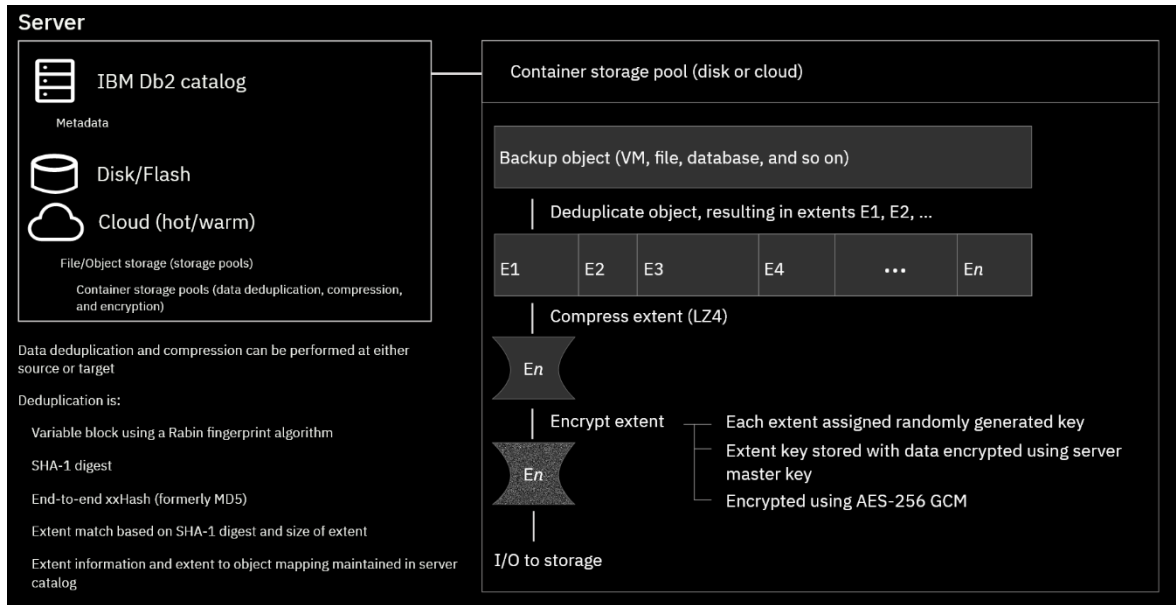 Server
IBM Db2 catalog
Metadata
Disk/Flash
Cloud (hot/warm)
File/Object storage (storage pools)
Container storage pools (data deduplication, compression,
and encryption)
Data deduplication and compression can be performed at either
source or target
Deduplication is:
Variable block using a Rabin fingerprint algorithm
SHA-1 digest
End-to-end xxHash (formerly MD5)
Extent match based on SHA-1 digest and size of extent
Extent information and extent to object mapping maintained in server
catalog
Container storage pool (disk or cloud)
Backup object (VM, file, database, and so on)
Deduplicate object, resulting in extents E1, E2, ...
E1 E2 E3 E4 ••• En
Compress extent (LZ4)
En
Encrypt extent
Each extent assigned randomly generated key
Extent key stored with data encrypted using server
master key
Encrypted using AES-256 GCM
En
I/O to storage